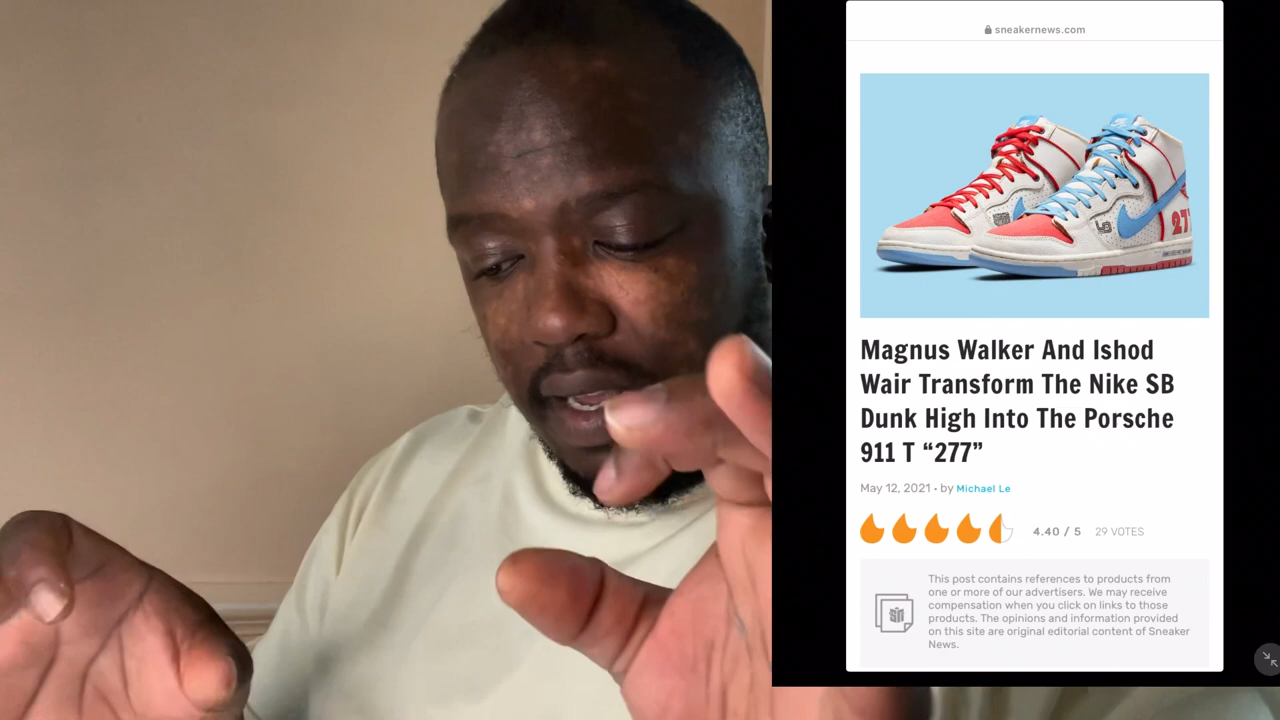 sneakernews.com
27
Magnus Walker And Ishod
Wair Transform The Nike SB
Dunk High Into The Porsche
911 T “277”
May 12, 2021 • by Michael Le
4.40 / 5 29 VOTES
This post contains references to products from
one or more of our advertisers. We may receive
compensation when you click on links to those
products. The opinions and information provided
on this site are original editorial content of Sneaker
News.
sn